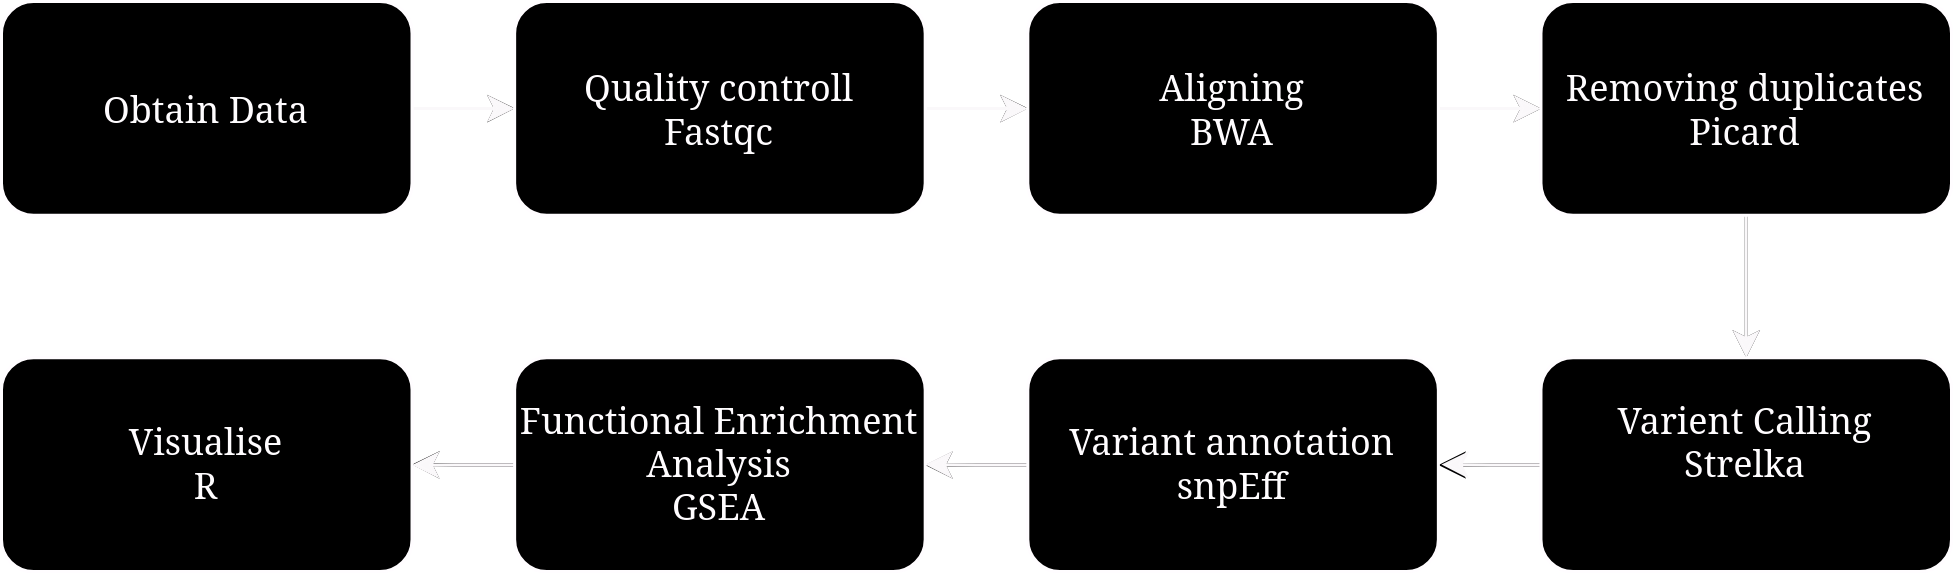 Obtain Data
Quality controll
Fastqc
Aligning
BWA
Removing duplicates
Picard
Varient Calling
Strelka
Variant annotation
snpEff
Functional Enrichment
Analysis
GSEA
Visualise
R